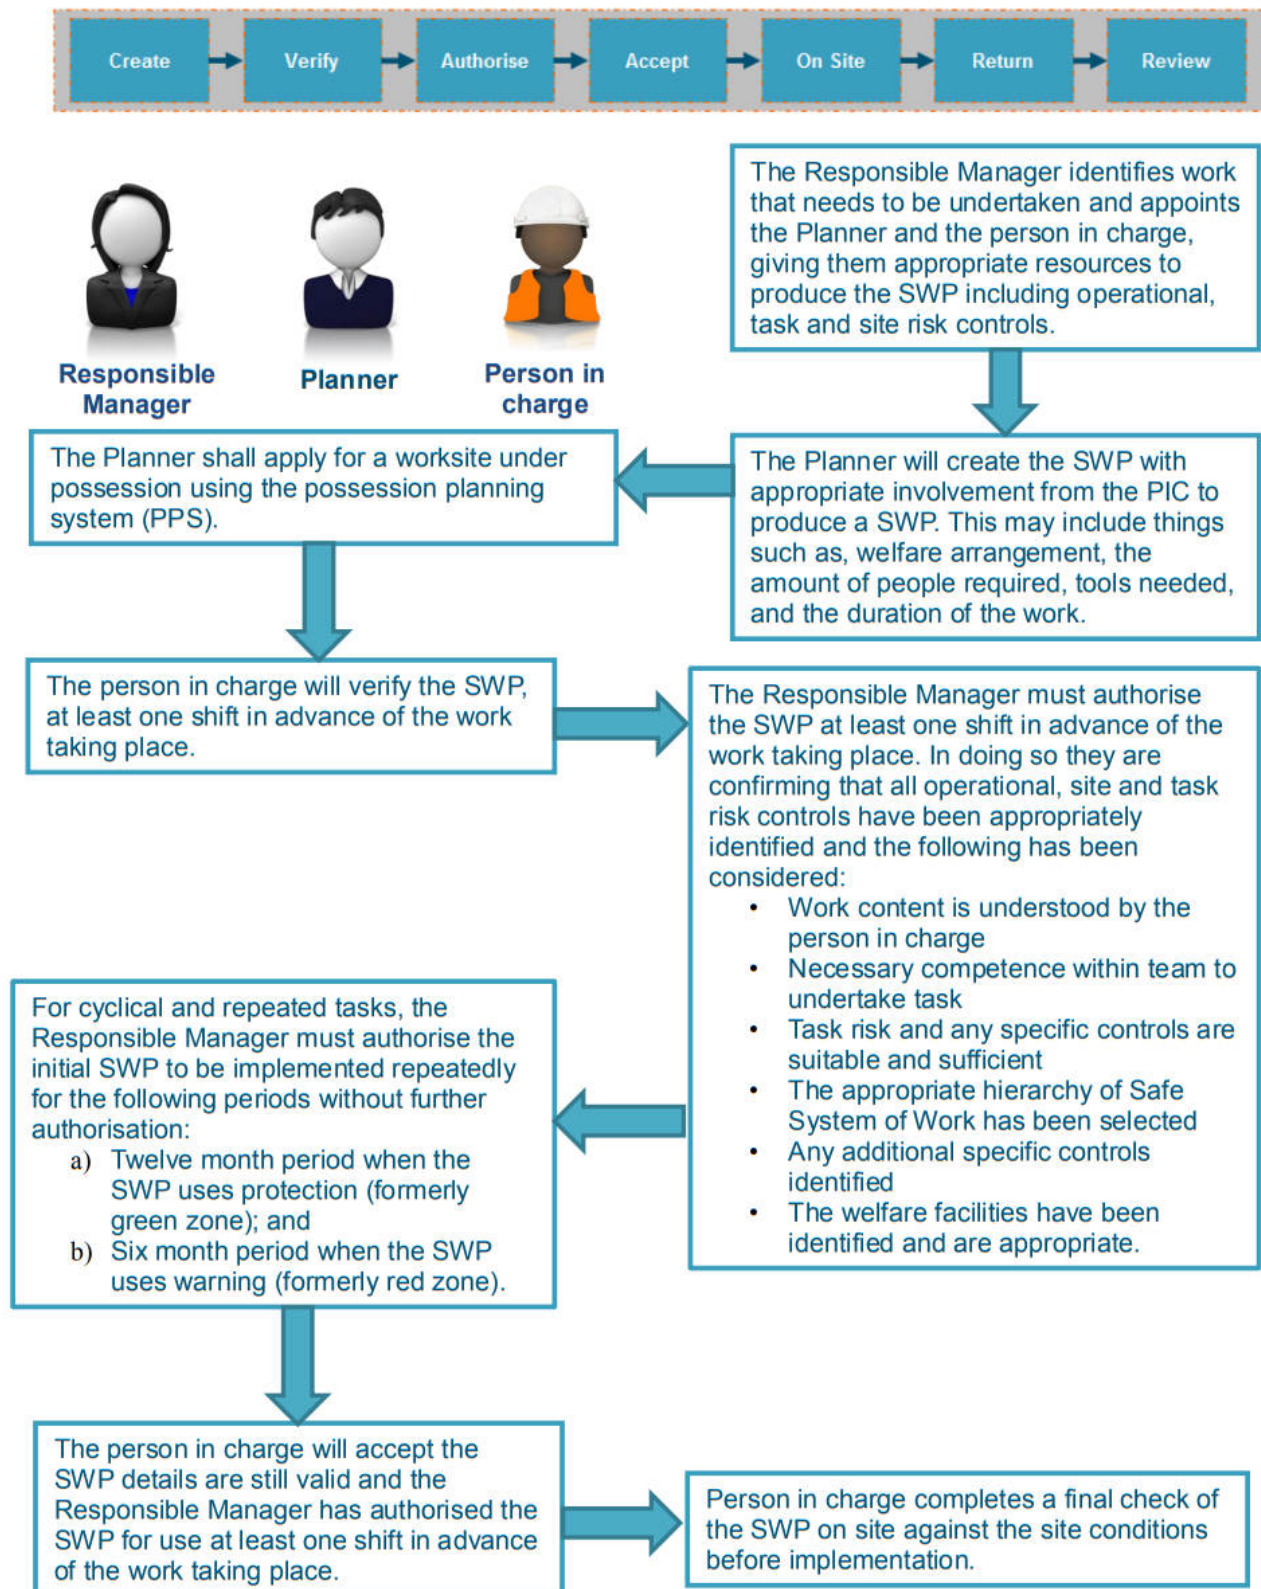 Create
Verify
Authorise
Accept
On Site
Return
Review
Responsible
Manager
Planner
Person in
charge
The Responsible Manager identifies work
that needs to be undertaken and appoints
the Planner and the person in charge,
giving them appropriate resources to
produce the SWP including operational,
task and site risk controls.
The Planner will create the SWP with
appropriate involvement from the PIC to
produce a SWP. This may include things
such as, welfare arrangement, the
amount of people required, tools needed,
and the duration of the work.
The Planner shall apply for a worksite under
possession using the possession planning
system (PPS).
The person in charge will verify the SWP,
at least one shift in advance of the work
taking place.
The Responsible Manager must authorise
the SWP at least one shift in advance of the
work taking place. In doing so they are
confirming that all operational, site and task
risk controls have been appropriately
identified and the following has been
considered:
• Work content is understood by the
person in charge
• Necessary competence within team to
undertake task
• Task risk and any specific controls are
suitable and sufficient
• The appropriate hierarchy of Safe
System of Work has been selected
• Any additional specific controls
identified
• The welfare facilities have been
identified and are appropriate.
For cyclical and repeated tasks, the
Responsible Manager must authorise the
initial SWP to be implemented repeatedly
for the following periods without further
authorisation:
a) Twelve month period when the
SWP uses protection (formerly
green zone); and
b) Six month period when the SWP
uses warning (formerly red zone).
The person in charge will accept the
SWP details are still valid and the
Responsible Manager has authorised the
SWP for use at least one shift in advance
of the work taking place.
Person in charge completes a final check of
the SWP on site against the site conditions
before implementation.